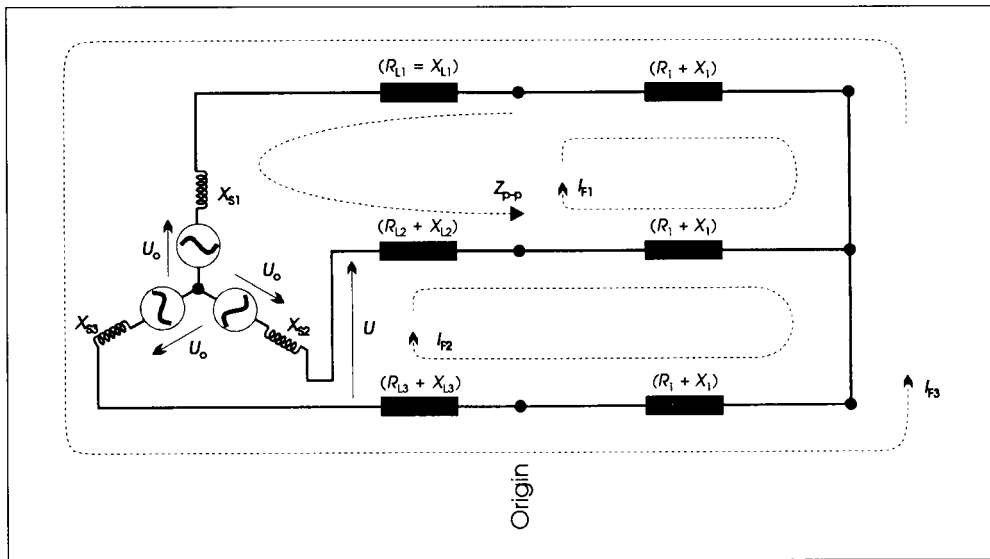 (R_L1 = X_L1)
(R_1 + X_1)
X_S1
Z_p-p
I_F1
(R_L2 + X_L2)
(R_1 + X_1)
U_o
U_o
X_S3
X_S2
U_o
U
I_F2
(R_L3 + X_L3)
(R_1 + X_1)
I_F3
Origin